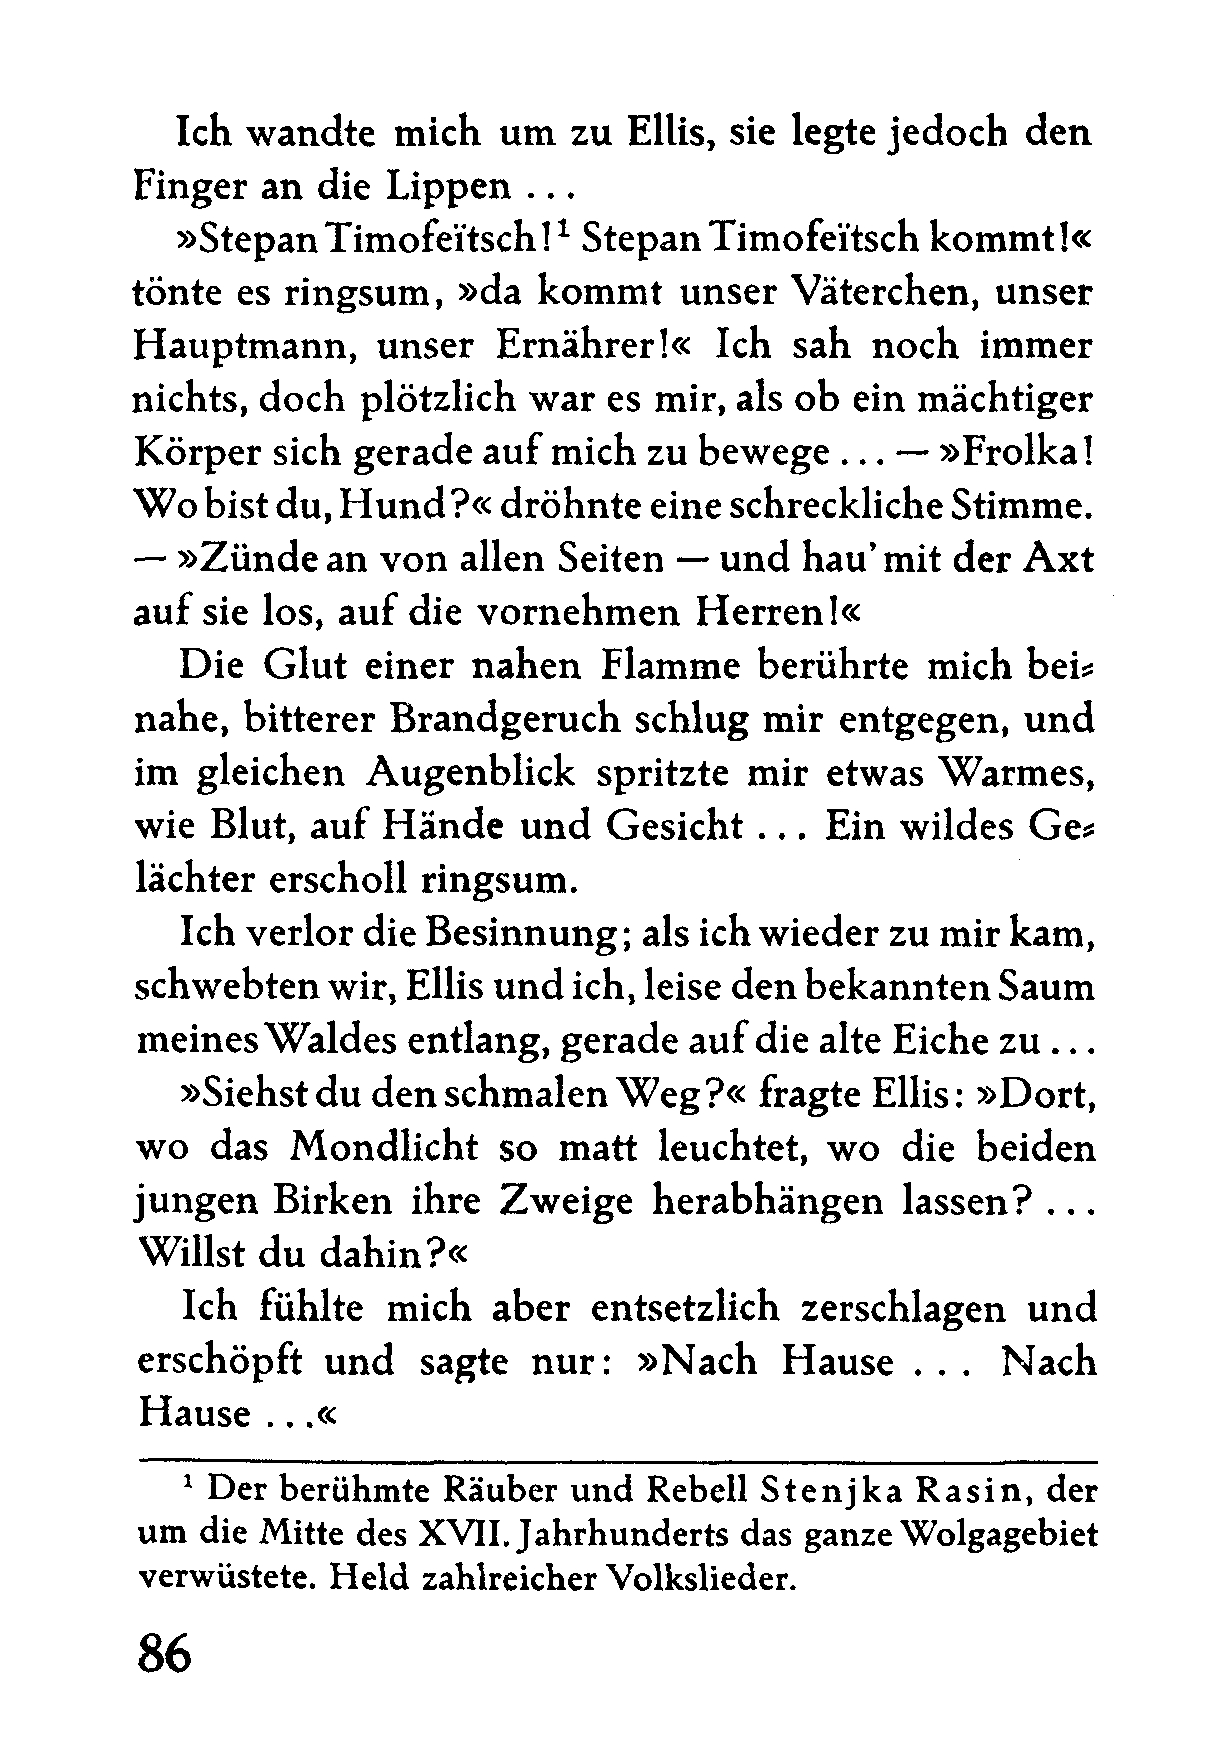 Ich wandte mich um zu Ellis, sie legte jedoch den
Finger an die Lippen . . .
»Stepan Timofeïtsch!¹ Stepan Timofeïtsch kommt!«
tönte es ringsum, »da kommt unser Väterchen, unser
Hauptmann, unser Ernährer!« Ich sah noch immer
nichts, doch plötzlich war es mir, als ob ein mächtiger
Körper sich gerade auf mich zu bewege . . . — »Frolka!
Wo bist du, Hund?« dröhnte eine schreckliche Stimme.
— »Zünde an von allen Seiten — und hau' mit der Axt
auf sie los, auf die vornehmen Herren!«
Die Glut einer nahen Flamme berührte mich bei⸗
nahe, bitterer Brandgeruch schlug mir entgegen, und
im gleichen Augenblick spritzte mir etwas Warmes,
wie Blut, auf Hände und Gesicht . . . Ein wildes Ge⸗
lächter erscholl ringsum.
Ich verlor die Besinnung; als ich wieder zu mir kam,
schwebten wir, Ellis und ich, leise den bekannten Saum
meines Waldes entlang, gerade auf die alte Eiche zu . . .
»Siehst du den schmalen Weg?« fragte Ellis: »Dort,
wo das Mondlicht so matt leuchtet, wo die beiden
jungen Birken ihre Zweige herabhängen lassen? . . .
Willst du dahin?«
Ich fühlte mich aber entsetzlich zerschlagen und
erschöpft und sagte nur: »Nach Hause . . . Nach
Hause . . .«
¹ Der berühmte Räuber und Rebell Stenjka Rasin, der
um die Mitte des XVII. Jahrhunderts das ganze Wolgagebiet
verwüstete. Held zahlreicher Volkslieder.
86